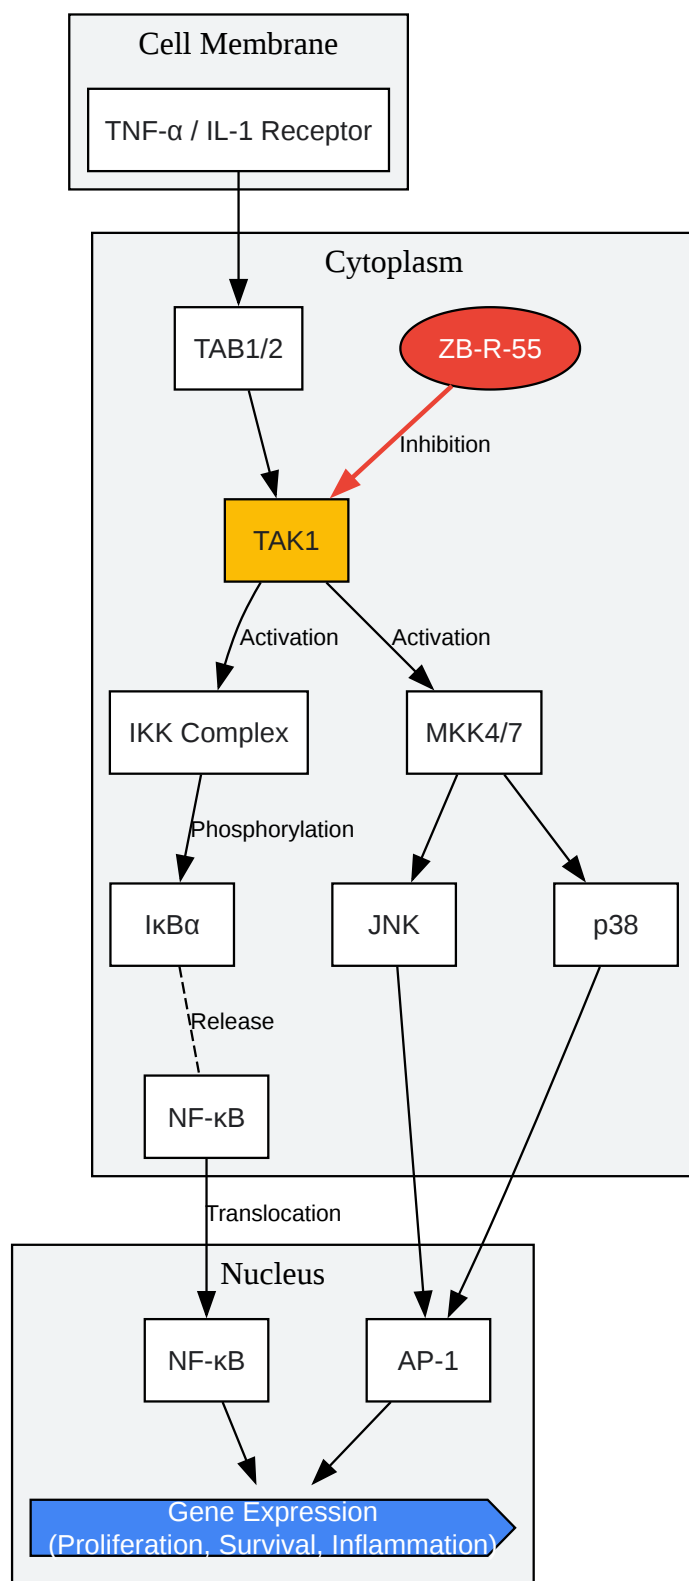 Cell Membrane
TNF-α / IL-1 Receptor
Cytoplasm
TAB1/2
ZB-R-55
Inhibition
TAK1
Activation
Activation
IKK Complex
MKK4/7
Phosphorylation
IκBα
JNK
p38
Release
NF-κB
Translocation
Nucleus
NF-κB
AP-1
Gene Expression
(Proliferation, Survival, Inflammation)